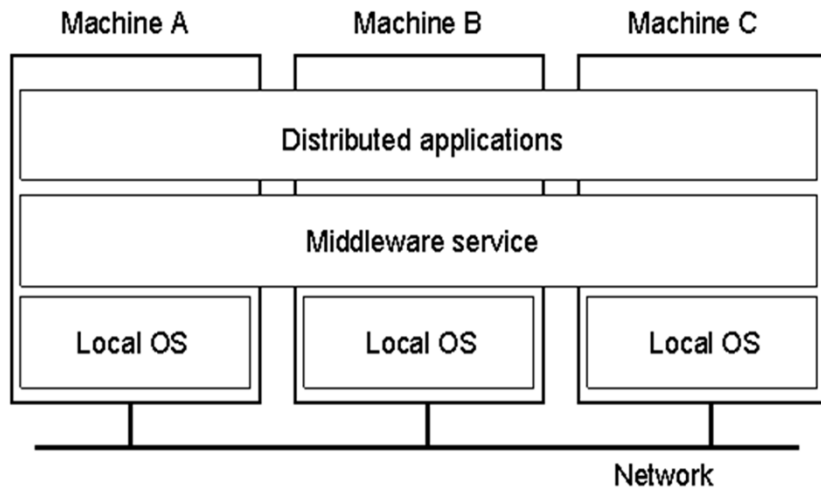 Machine A
Machine B
Machine C
Distributed applications
Middleware service
Local OS
Local OS
Local OS
Network